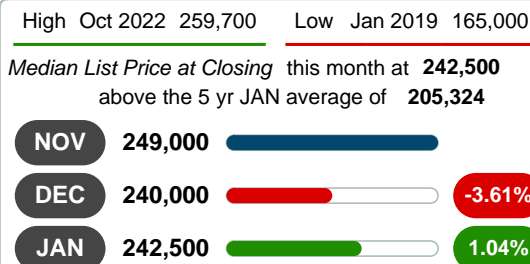 High Oct 2022 259,700 Low Jan 2019 165,000
Median List Price at Closing this month at 242,500
above the 5 yr JAN average of 205,324
NOV 249,000
DEC 240,000 -3.61%
JAN 242,500 1.04%